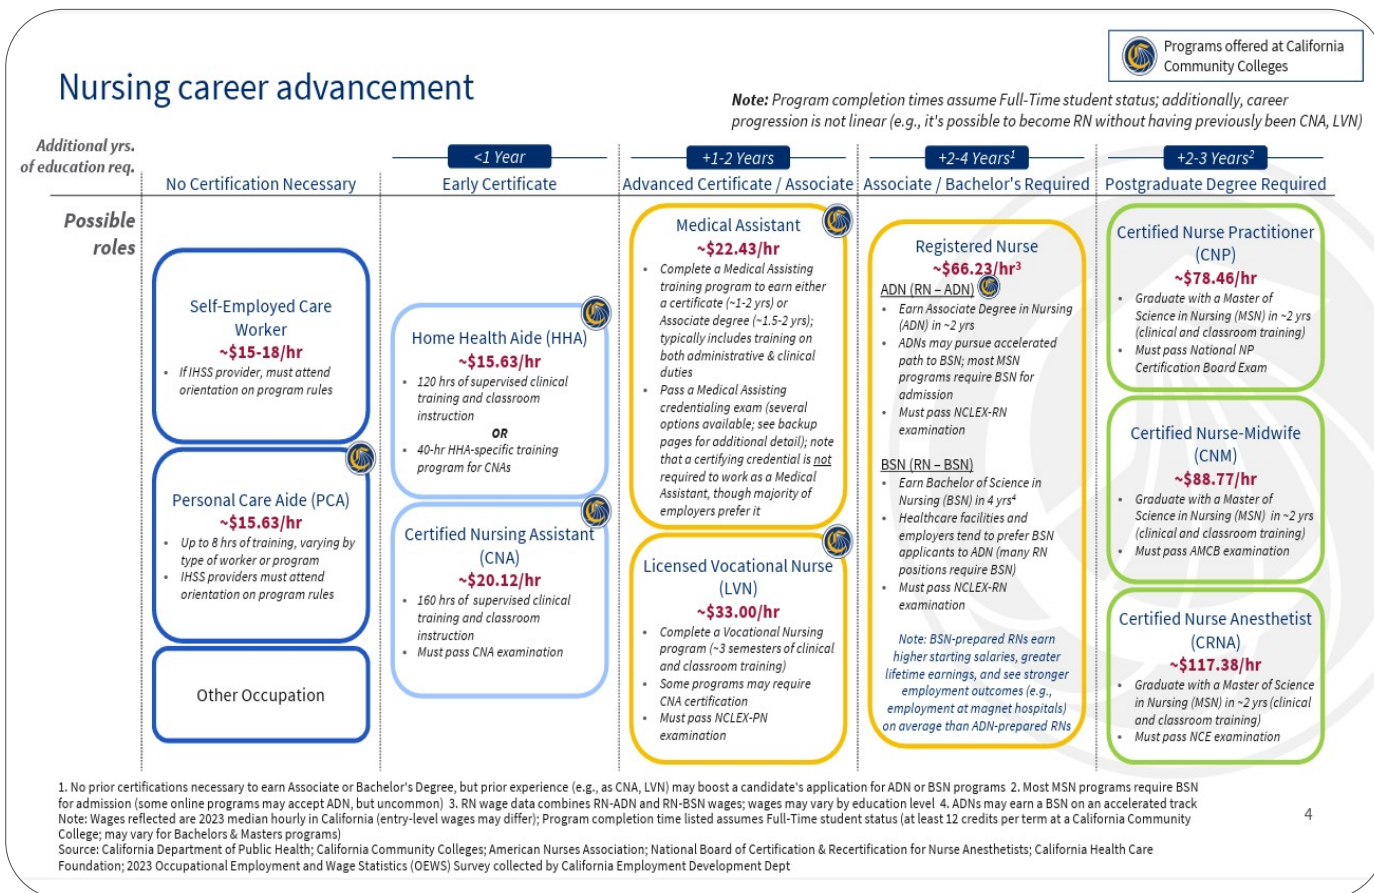 Programs offered at California
Community Colleges
Nursing career advancement
Note: Program completion times assume Full-Time student status; additionally, career
progression is not linear (e.g., it's possible to become RN without having previously been CNA, LVN)
Additional yrs.
of education req.
No Certification Necessary
<1 Year
Early Certificate
+1-2 Years
Advanced Certificate / Associate
+2-4 Years¹
Associate / Bachelor's Required
+2-3 Years²
Postgraduate Degree Required
Possible
roles
Self-Employed Care
Worker
~$15-18/hr
• If IHSS provider, must attend
orientation on program rules
Personal Care Aide (PCA)
~$15.63/hr
• Up to 8 hrs of training, varying by
type of worker or program
• IHSS providers must attend
orientation on program rules
Other Occupation
Home Health Aide (HHA)
~$15.63/hr
• 120 hrs of supervised clinical
training and classroom
instruction
OR
• 40-hr HHA-specific training
program for CNAs
Certified Nursing Assistant
(CNA)
~$20.12/hr
• 160 hrs of supervised clinical
training and classroom
instruction
• Must pass CNA examination
Medical Assistant
~$22.43/hr
• Complete a Medical Assisting
training program to earn either
a certificate (~1-2 yrs) or
Associate degree (~1.5-2 yrs);
typically includes training on
both administrative & clinical
duties
• Pass a Medical Assisting
credentialing exam (several
options available; see backup
pages for additional detail); note
that a certifying credential is not
required to work as a Medical
Assistant, though majority of
employers prefer it
Licensed Vocational Nurse
(LVN)
~$33.00/hr
• Complete a Vocational Nursing
program (~3 semesters of clinical
and classroom training)
• Some programs may require
CNA certification
• Must pass NCLEX-PN
examination
Registered Nurse
~$66.23/hr³
ADN (RN – ADN)
• Earn Associate Degree in Nursing
(ADN) in ~2 yrs
• ADNs may pursue accelerated
path to BSN; most MSN
programs require BSN for
admission
• Must pass NCLEX-RN
examination
BSN (RN – BSN)
• Earn Bachelor of Science in
Nursing (BSN) in 4 yrs⁴
• Healthcare facilities and
employers tend to prefer BSN
applicants to ADN (many RN
positions require BSN)
• Must pass NCLEX-RN
examination
Note: BSN-prepared RNs earn
higher starting salaries, greater
lifetime earnings, and see stronger
employment outcomes (e.g.,
employment at magnet hospitals)
on average than ADN-prepared RNs
Certified Nurse Practitioner
(CNP)
~$78.46/hr
• Graduate with a Master of
Science in Nursing (MSN) in ~2 yrs
(clinical and classroom training)
• Must pass National NP
Certification Board Exam
Certified Nurse-Midwife
(CNM)
~$88.77/hr
• Graduate with a Master of
Science in Nursing (MSN) in ~2 yrs
(clinical and classroom training)
• Must pass AMCB examination
Certified Nurse Anesthetist
(CRNA)
~$117.38/hr
• Graduate with a Master of Science
in Nursing (MSN) in ~2 yrs (clinical
and classroom training)
• Must pass NCE examination
1. No prior certifications necessary to earn Associate or Bachelor's Degree, but prior experience (e.g., as CNA, LVN) may boost a candidate's application for ADN or BSN programs 2. Most MSN programs require BSN
for admission (some online programs may accept ADN, but uncommon) 3. RN wage data combines RN-ADN and RN-BSN wages; wages may vary by education level 4. ADNs may earn a BSN on an accelerated track
Note: Wages reflected are 2023 median hourly in California (entry-level wages may differ); Program completion time listed assumes Full-Time student status (at least 12 credits per term at a California Community
College; may vary for Bachelors & Masters programs)
Source: California Department of Public Health; California Community Colleges; American Nurses Association; National Board of Certification & Recertification for Nurse Anesthetists; California Health Care
Foundation; 2023 Occupational Employment and Wage Statistics (OEWS) Survey collected by California Employment Development Dept
4